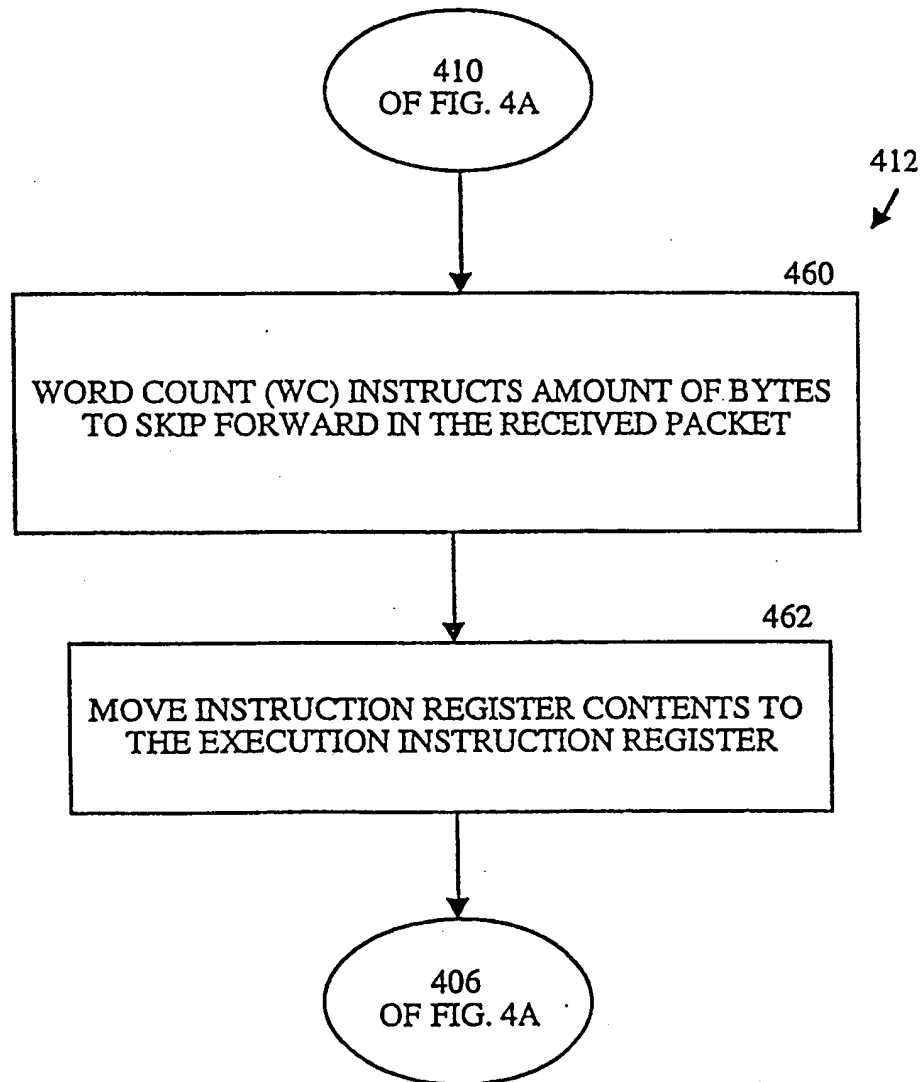 410
OF FIG. 4A
412
460
WORD COUNT (WC) INSTRUCTS AMOUNT OF BYTES
TO SKIP FORWARD IN THE RECEIVED PACKET
462
MOVE INSTRUCTION REGISTER CONTENTS TO
THE EXECUTION INSTRUCTION REGISTER
406
OF FIG. 4A